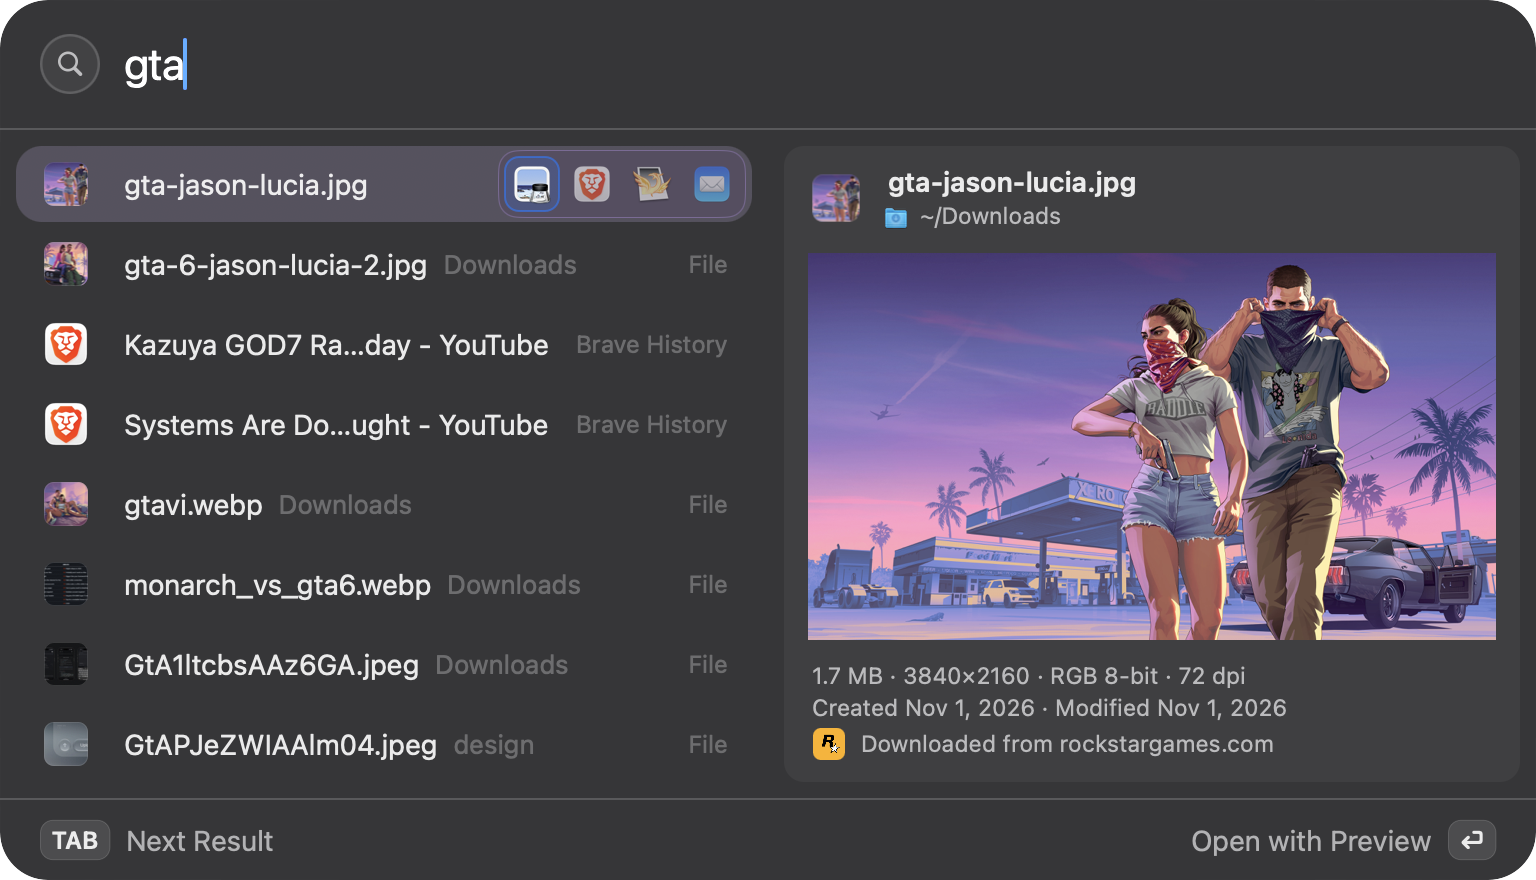 gta
gta-jason-lucia.jpg
gta-6-jason-lucia-2.jpg Downloads File
Kazuya GOD7 Ra...day - YouTube Brave History
Systems Are Do...ught - YouTube Brave History
gtavi.webp Downloads File
monarch_vs_gta6.webp Downloads File
GtA1ltcbsAAz6GA.jpeg Downloads File
GtAPJeZWIAAlm04.jpeg design File
gta-jason-lucia.jpg
~/Downloads
BADDIE
X RO
1.7 MB · 3840×2160 · RGB 8-bit · 72 dpi
Created Nov 1, 2026 · Modified Nov 1, 2026
R
Downloaded from rockstargames.com
TAB Next Result
Open with Preview